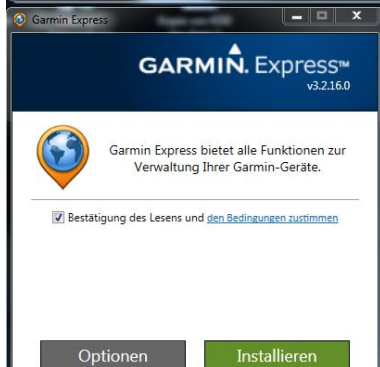 Garmin Express
GARMIN. Express™
v3.2.16.0
Garmin Express bietet alle Funktionen zur
Verwaltung Ihrer Garmin-Geräte.
Bestätigung des Lesens und den Bedingungen zustimmen
Optionen
Installieren